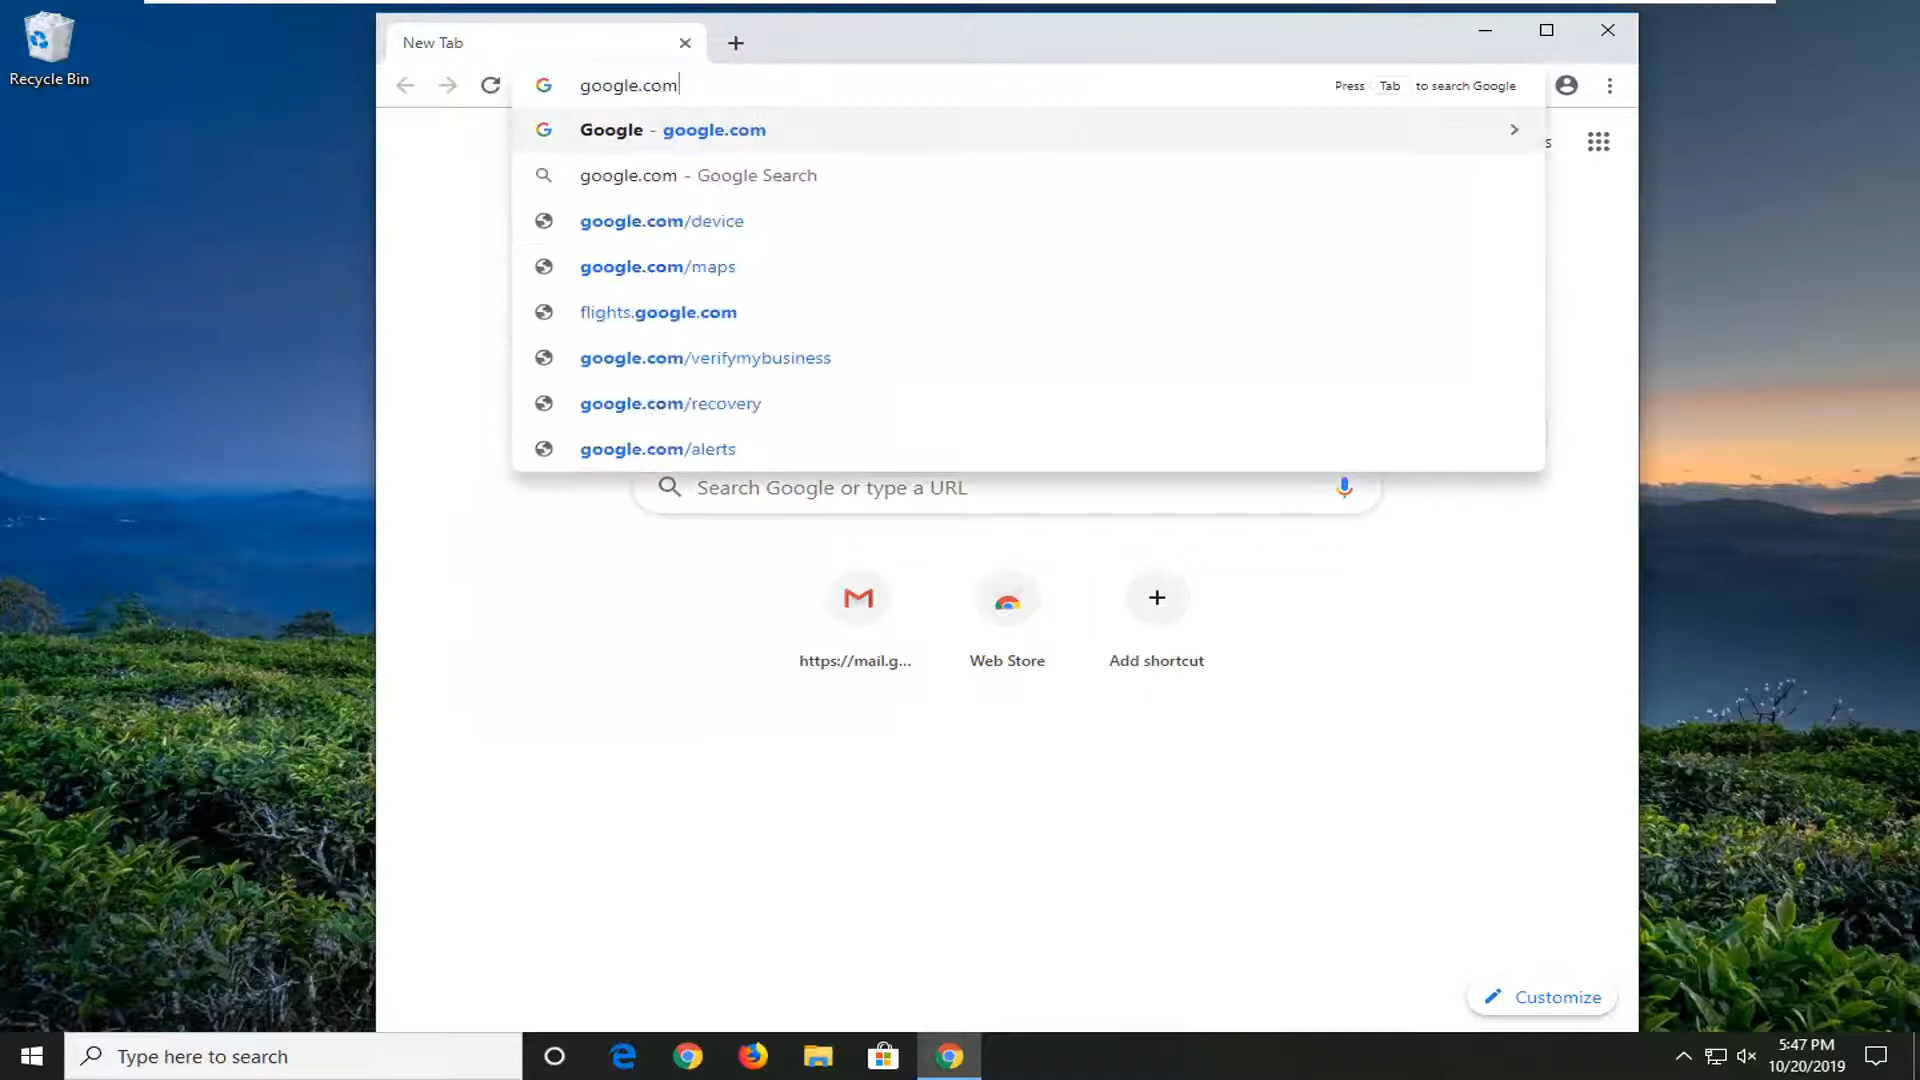 Recycle Bin
New Tab
google.com
Press Tab to search Google
Google - google.com
s
google.com - Google Search
google.com/device
google.com/maps
flights.google.com
google.com/verifymybusiness
google.com/recovery
google.com/alerts
Search Google or type a URL
https://mail.g...
Web Store
Add shortcut
Customize
Type here to search
5:47 PM
10/20/2019